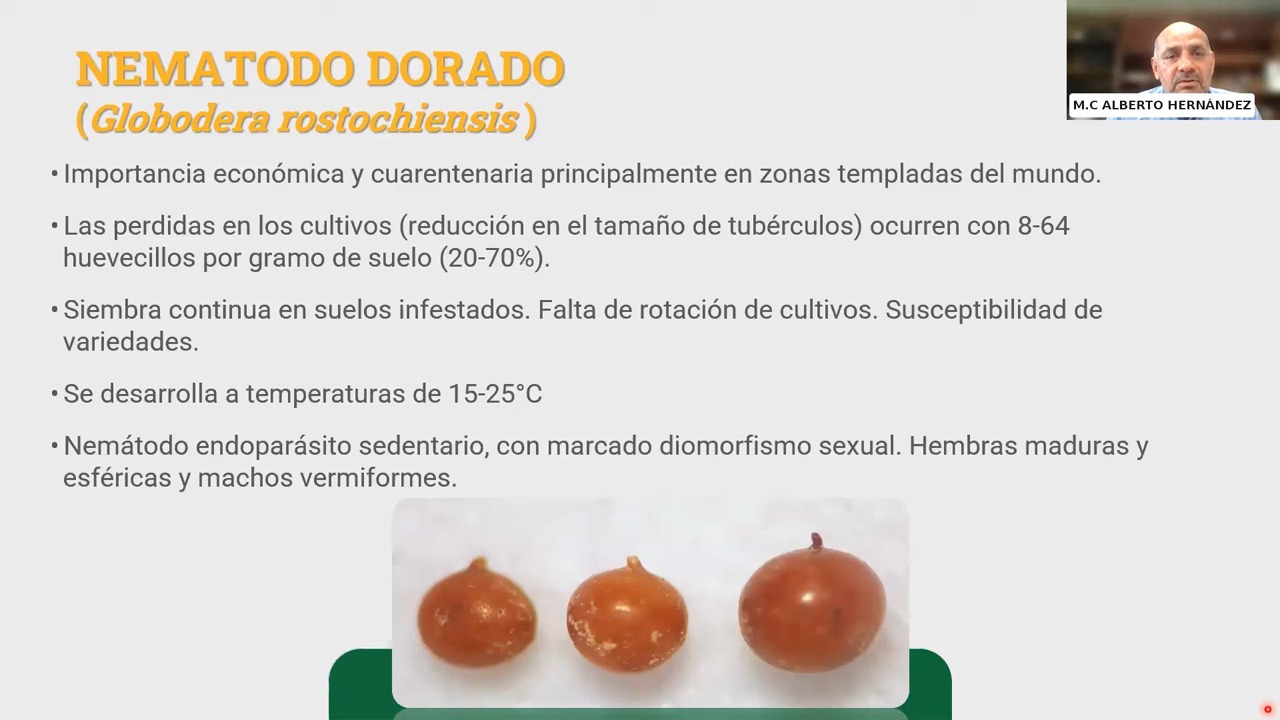 NEMATODO DORADO
(Globodera rostochiensis )
M.C ALBERTO HERNÁNDEZ
• Importancia económica y cuarentenaria principalmente en zonas templadas del mundo.
• Las perdidas en los cultivos (reducción en el tamaño de tubérculos) ocurren con 8-64
huevecillos por gramo de suelo (20-70%).
• Siembra continua en suelos infestados. Falta de rotación de cultivos. Susceptibilidad de
variedades.
• Se desarrolla a temperaturas de 15-25°C
• Nemátodo endoparásito sedentario, con marcado diomorfismo sexual. Hembras maduras y
esféricas y machos vermiformes.